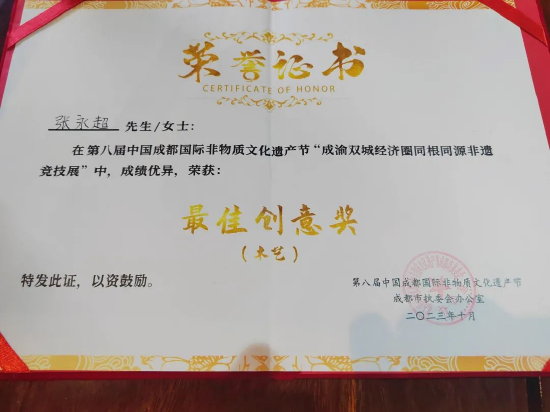 荣誉证书
CERTIFICATE OF HONOR
张永超 先生/女士:
在第八届中国成都国际非物质文化遗产节“成渝双城经济圈同根同源非遗
竞技展”中,成绩优异,荣获:
最佳创意奖
(木艺)
特发此证,以资鼓励。
第八届中国成都国际非物质文化遗产节
成都市执委会办公室
二〇二三年十月